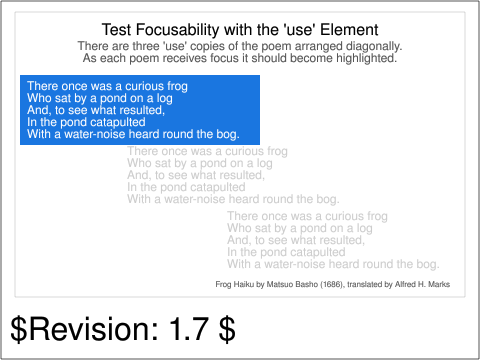 Test Focusability with the 'use' Element
There are three 'use' copies of the poem arranged diagonally.
As each poem receives focus it should become highlighted.
There once was a curious frog
Who sat by a pond on a log
And, to see what resulted,
In the pond catapulted
With a water-noise heard round the bog.
There once was a curious frog
Who sat by a pond on a log
And, to see what resulted,
In the pond catapulted
With a water-noise heard round the bog.
There once was a curious frog
Who sat by a pond on a log
And, to see what resulted,
In the pond catapulted
With a water-noise heard round the bog.
Frog Haiku by Matsuo Basho (1686), translated by Alfred H. Marks
$Revision: 1.7 $